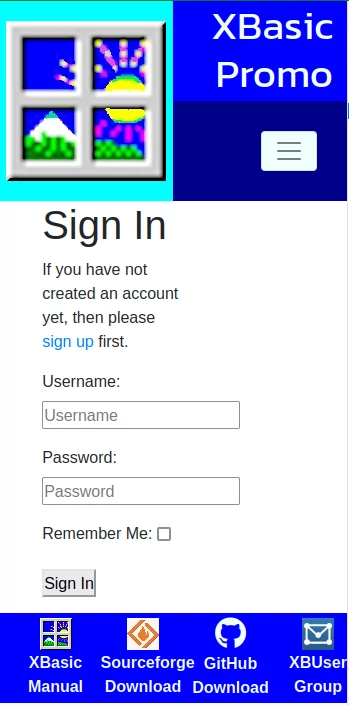 XBasic
Promo
Sign In
If you have not
created an account
yet, then please
sign up first.
Username:
Username
Password:
Password
Remember Me:
Sign In
XBasic
Manual
Sourceforge
Download
GitHub
Download
XBUser
Group